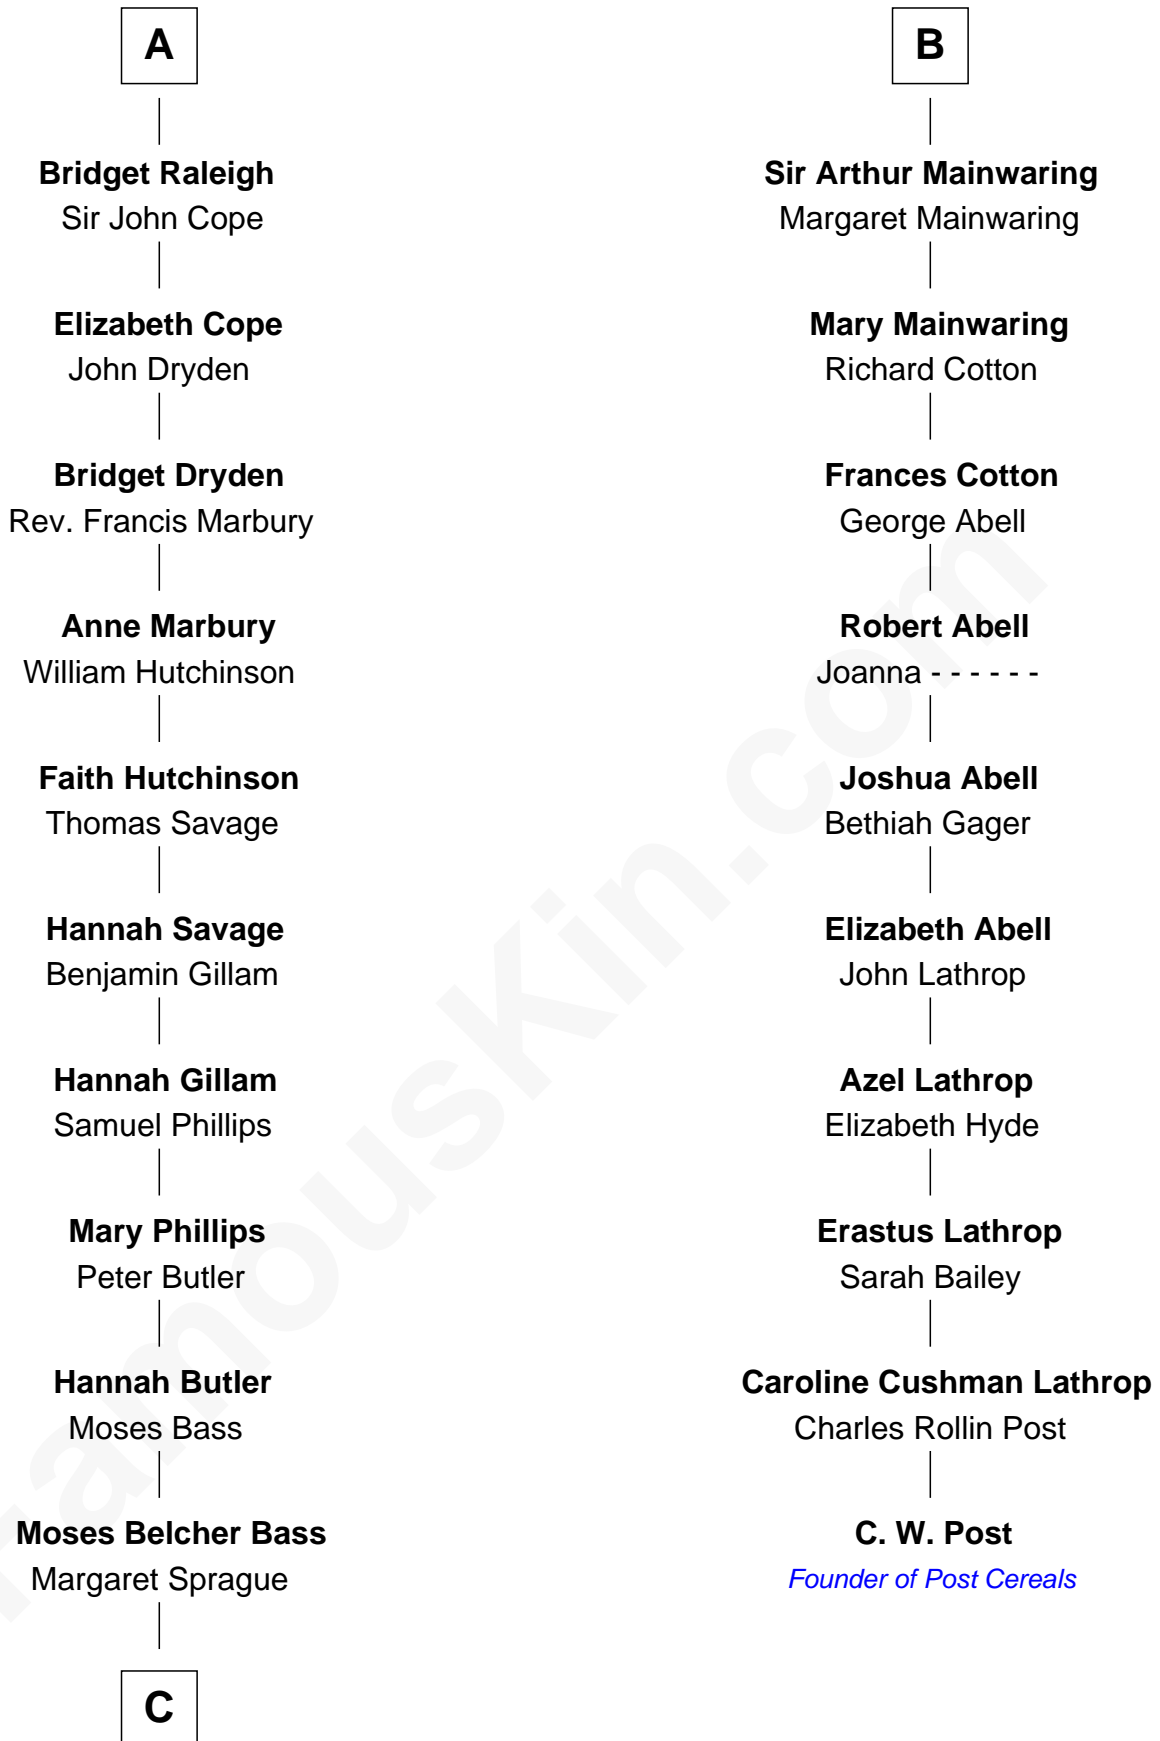 A
Bridget Raleigh
Sir John Cope
Elizabeth Cope
John Dryden
Bridget Dryden
Rev. Francis Marbury
Anne Marbury
William Hutchinson
Faith Hutchinson
Thomas Savage
Hannah Savage
Benjamin Gillam
Hannah Gillam
Samuel Phillips
Mary Phillips
Peter Butler
Hannah Butler
Moses Bass
Moses Belcher Bass
Margaret Sprague
C
B
Sir Arthur Mainwaring
Margaret Mainwaring
Mary Mainwaring
Richard Cotton
Frances Cotton
George Abell
Robert Abell
Joanna - - - - - -
Joshua Abell
Bethiah Gager
Elizabeth Abell
John Lathrop
Azel Lathrop
Elizabeth Hyde
Erastus Lathrop
Sarah Bailey
Caroline Cushman Lathrop
Charles Rollin Post
C. W. Post
Founder of Post Cereals
FamousKin.com